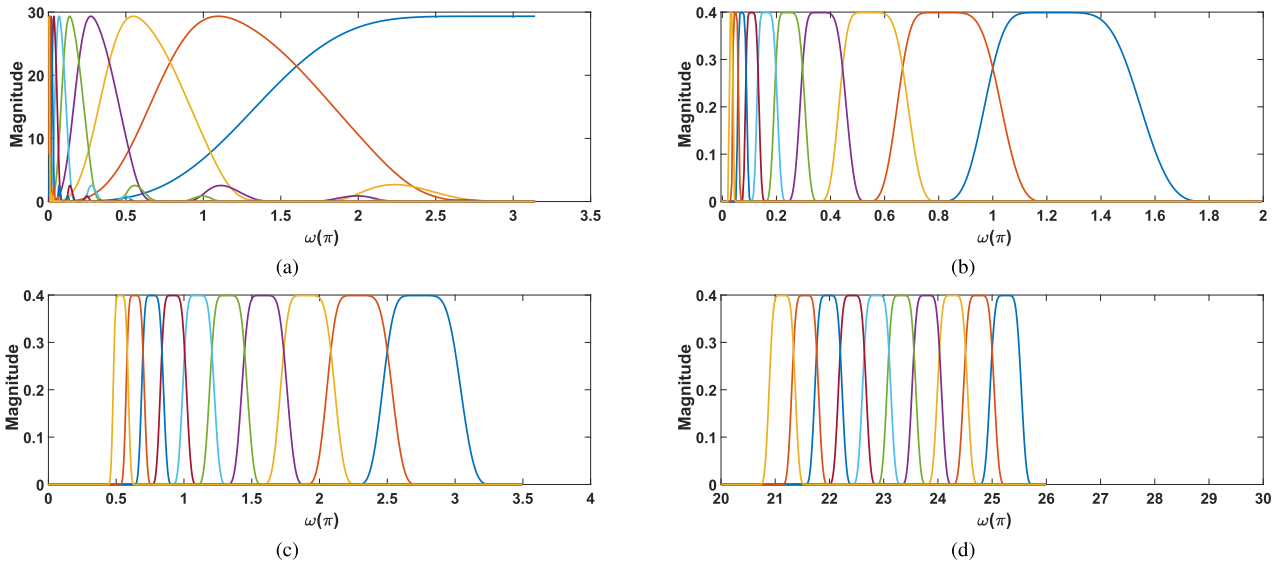 30
20
10
0
Magnitude
0 0.5 1 1.5 2 2.5 3 3.5
ω(π)
(a)
0.4
0.3
0.2
0.1
0
Magnitude
0 0.2 0.4 0.6 0.8 1 1.2 1.4 1.6 1.8 2
ω(π)
(b)
0.4
0.3
0.2
0.1
0
Magnitude
0 0.5 1 1.5 2 2.5 3 3.5 4
ω(π)
(c)
0.4
0.3
0.2
0.1
0
Magnitude
20 21 22 23 24 25 26 27 28 29 30
ω(π)
(d)